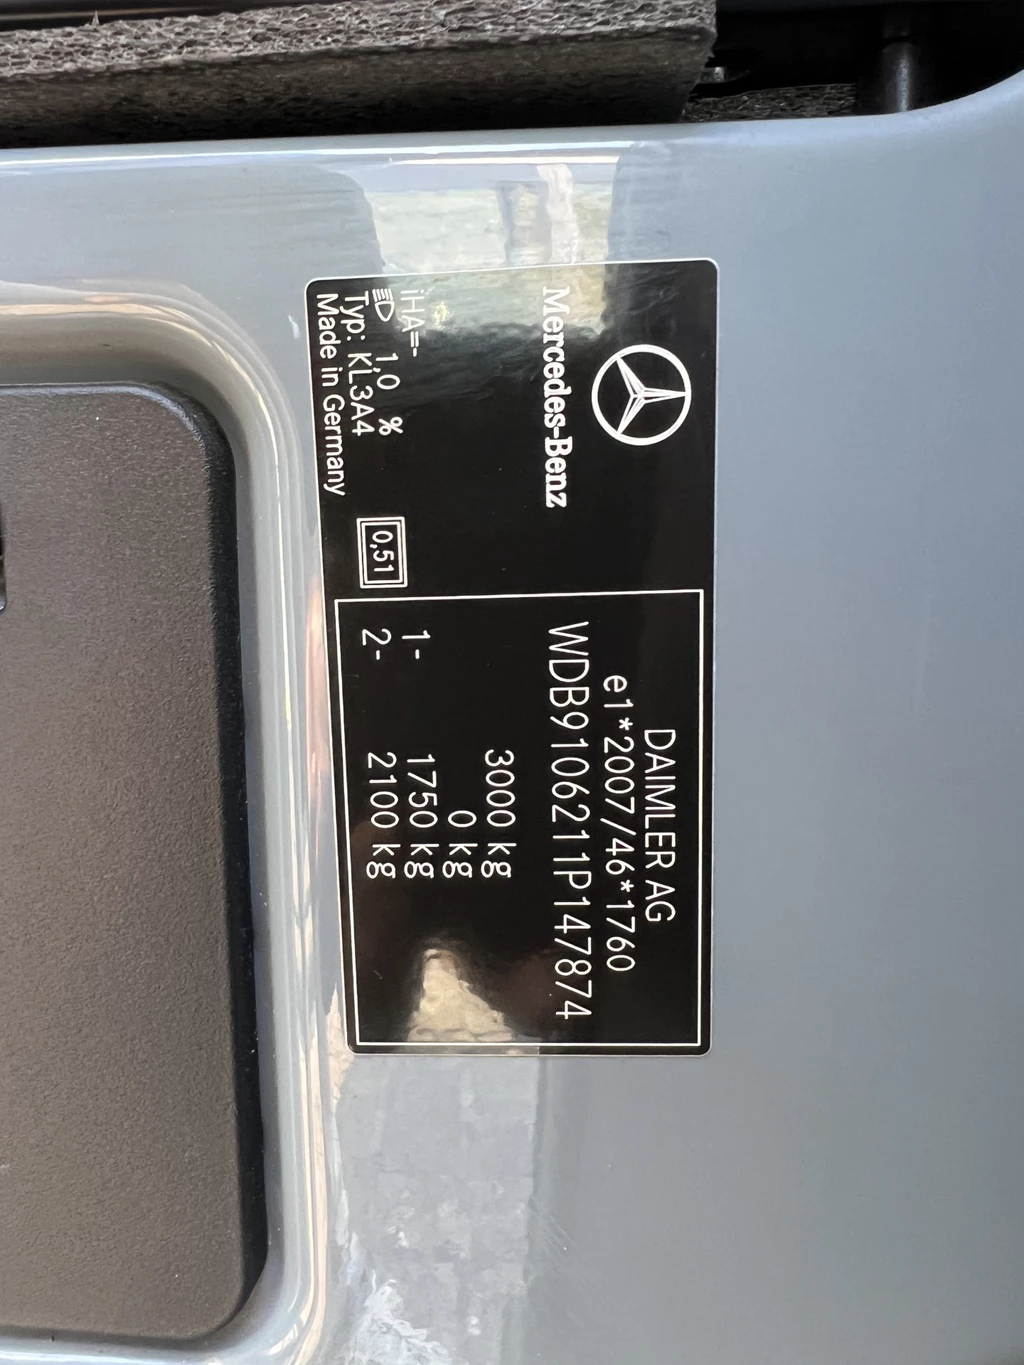 Mercedes-Benz
iHA=-
1,0 %
Typ: KL3A4
Made in Germany
0,51
DAIMLER AG
e1*2007/46*1760
WDB9106211P147874
3000 kg
0 kg
1- 1750 kg
2- 2100 kg